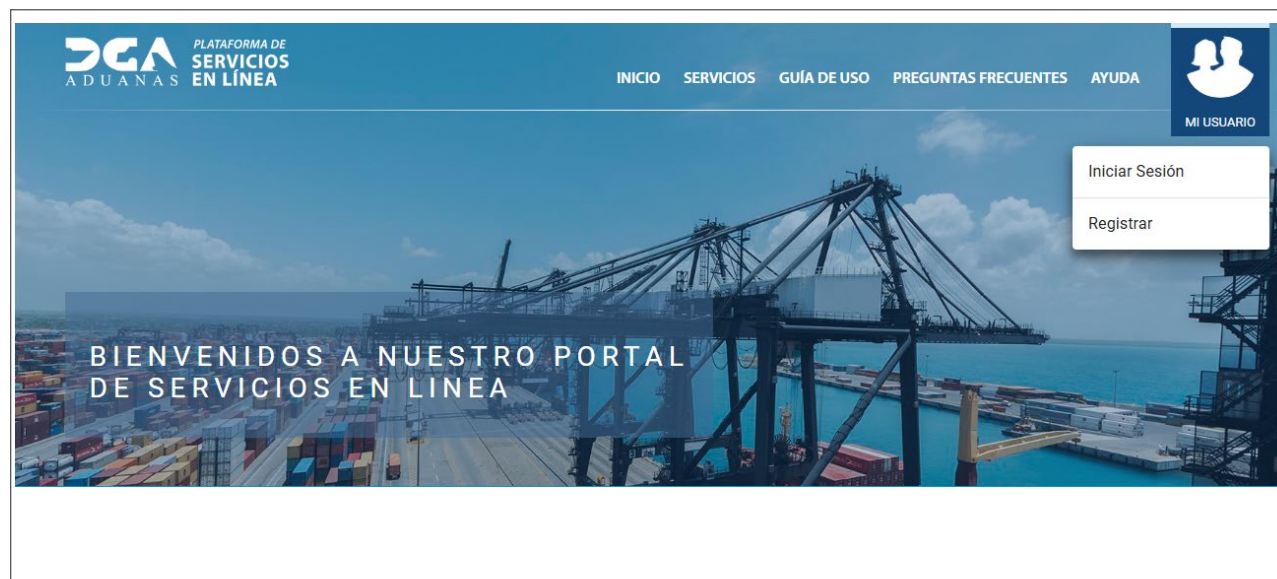 DGA
ADUANAS
PLATAFORMA DE
SERVICIOS
EN LÍNEA
INICIO SERVICIOS GUÍA DE USO PREGUNTAS FRECUENTES AYUDA
MI USUARIO
Iniciar Sesión
Registrar
BIENVENIDOS A NUESTRO PORTAL
DE SERVICIOS EN LINEA